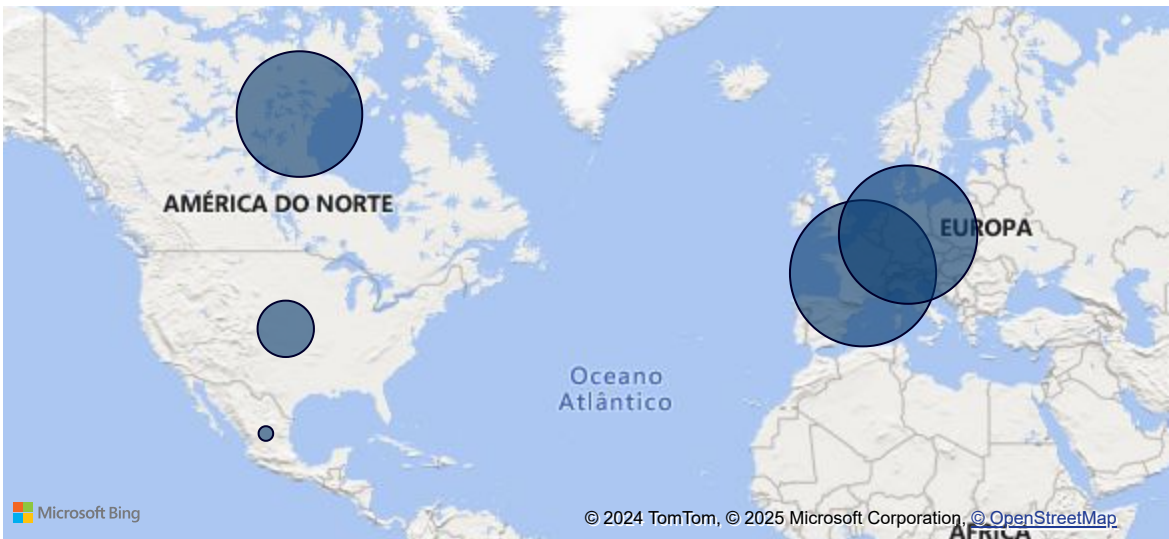 AMÉRICA DO NORTE
EUROPA
Oceano
Atlântico
Microsoft Bing
© 2024 TomTom, © 2025 Microsoft Corporation, © OpenStreetMap
ÁFRICA